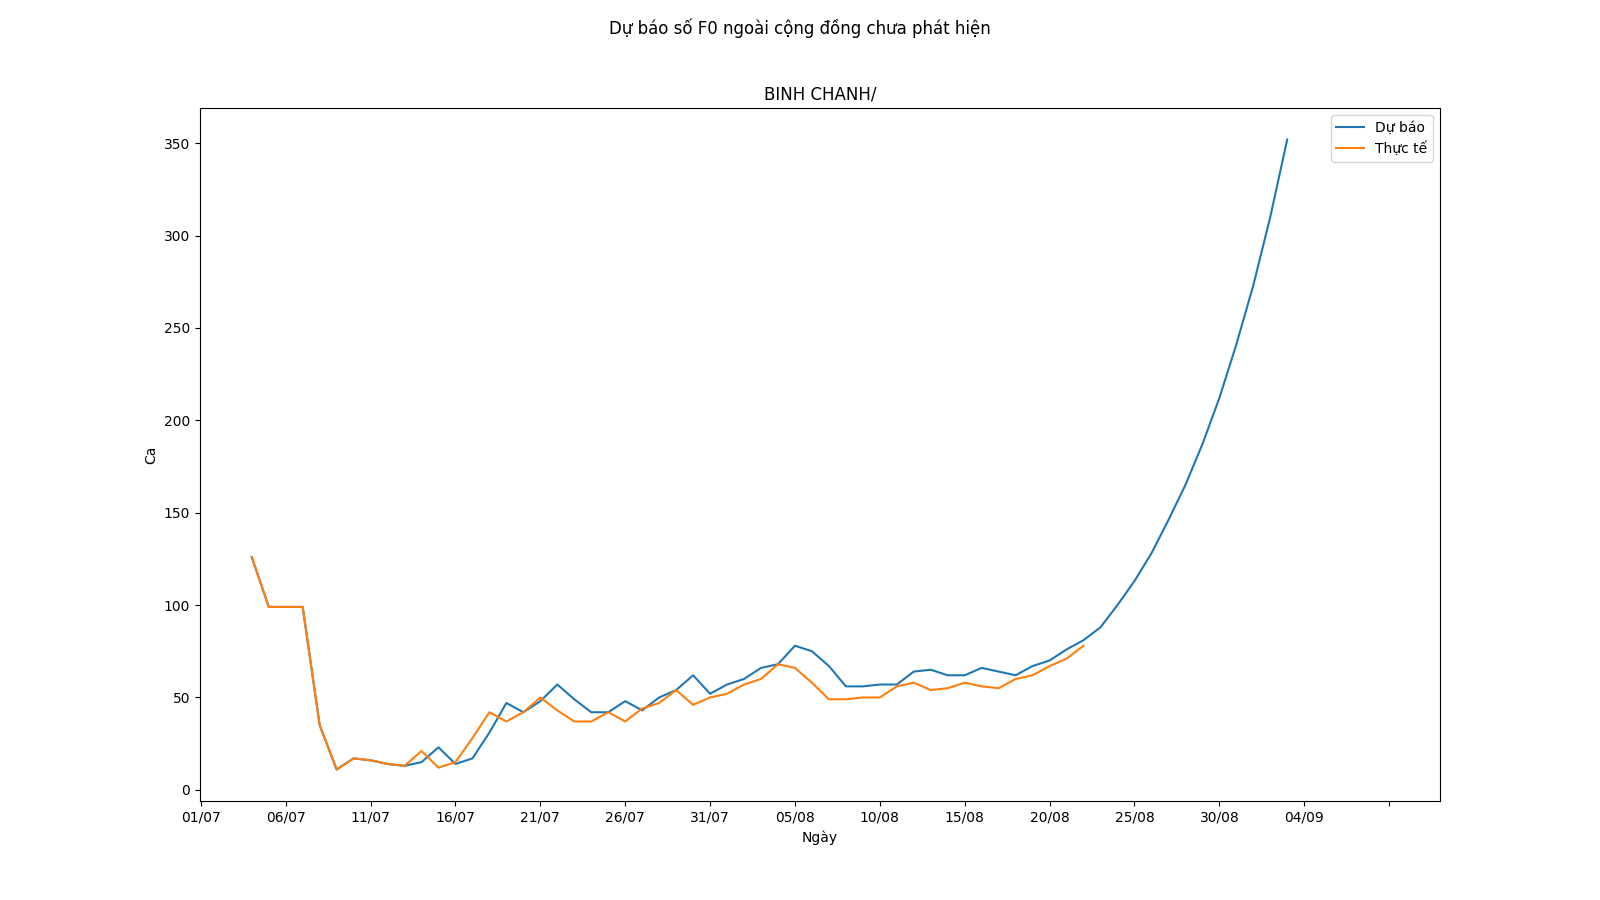 Dự báo số F0 ngoài cộng đồng chưa phát hiện
BINH CHANH/
Dự báo
Thực tế
350
300
250
200
150
100
50
0
Ca
01/07 06/07 11/07 16/07 21/07 26/07 31/07 05/08 10/08 15/08 20/08 25/08 30/08 04/09
Ngày